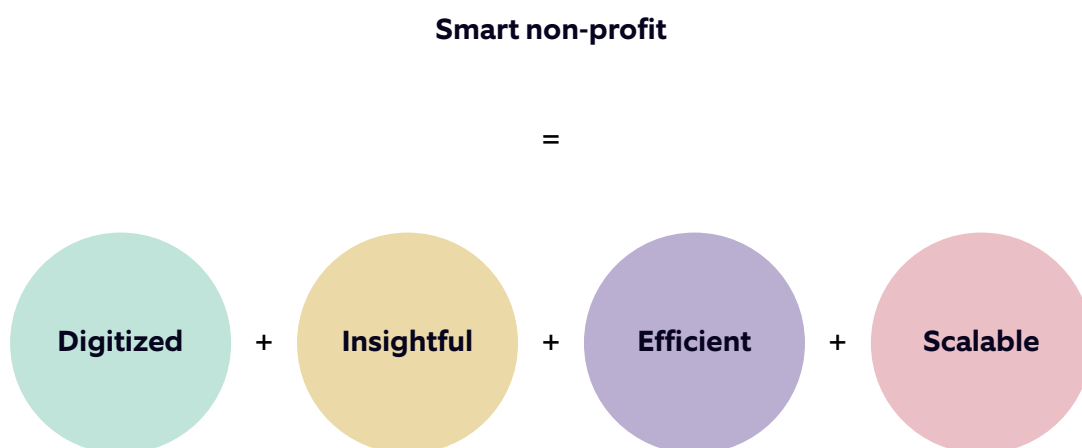 Smart non-profit
=
Digitized + Insightful + Efficient + Scalable